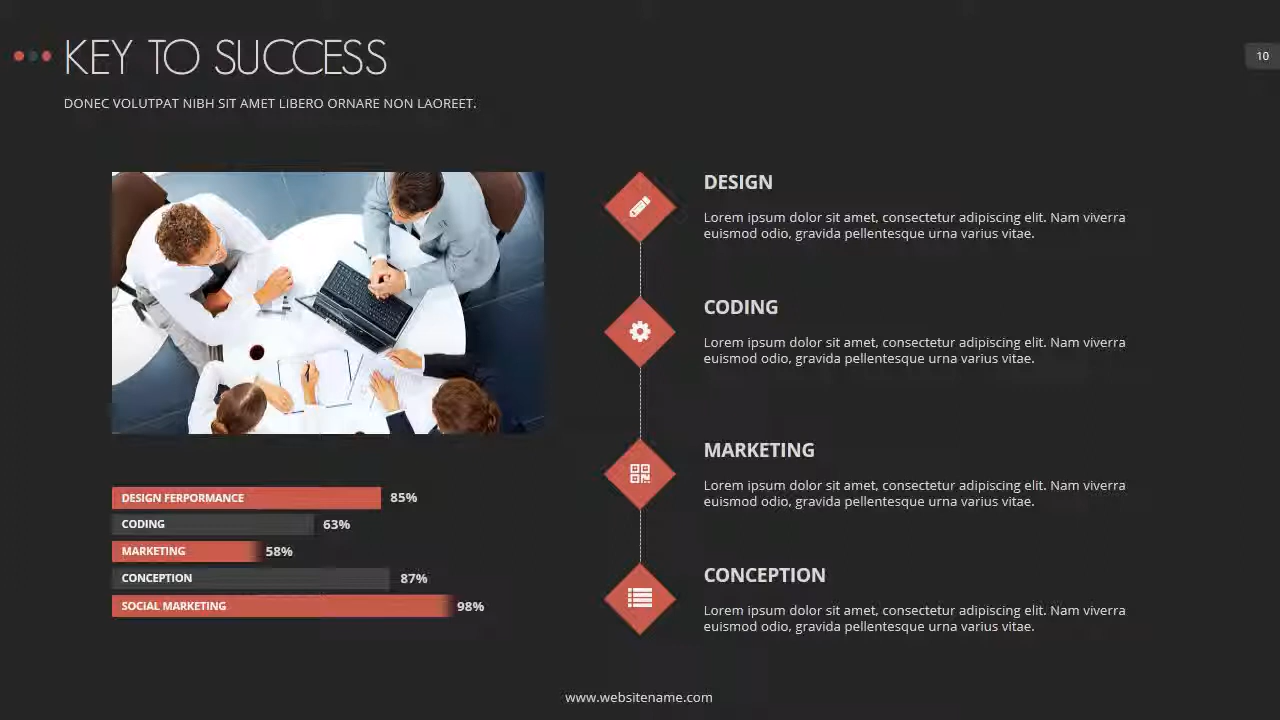 KEY TO SUCCESS
10
DONEC VOLUTPAT NIBH SIT AMET LIBERO ORNARE NON LAOREET.
DESIGN
Lorem ipsum dolor sit amet, consectetur adipiscing elit. Nam viverra
euismod odio, gravida pellentesque urna varius vitae.
CODING
Lorem ipsum dolor sit amet, consectetur adipiscing elit. Nam viverra
euismod odio, gravida pellentesque urna varius vitae.
MARKETING
Lorem ipsum dolor sit amet, consectetur adipiscing elit. Nam viverra
euismod odio, gravida pellentesque urna varius vitae.
CONCEPTION
Lorem ipsum dolor sit amet, consectetur adipiscing elit. Nam viverra
euismod odio, gravida pellentesque urna varius vitae.
DESIGN FERPORMANCE 85%
CODING 63%
MARKETING 58%
CONCEPTION 87%
SOCIAL MARKETING 98%
www.websitename.com